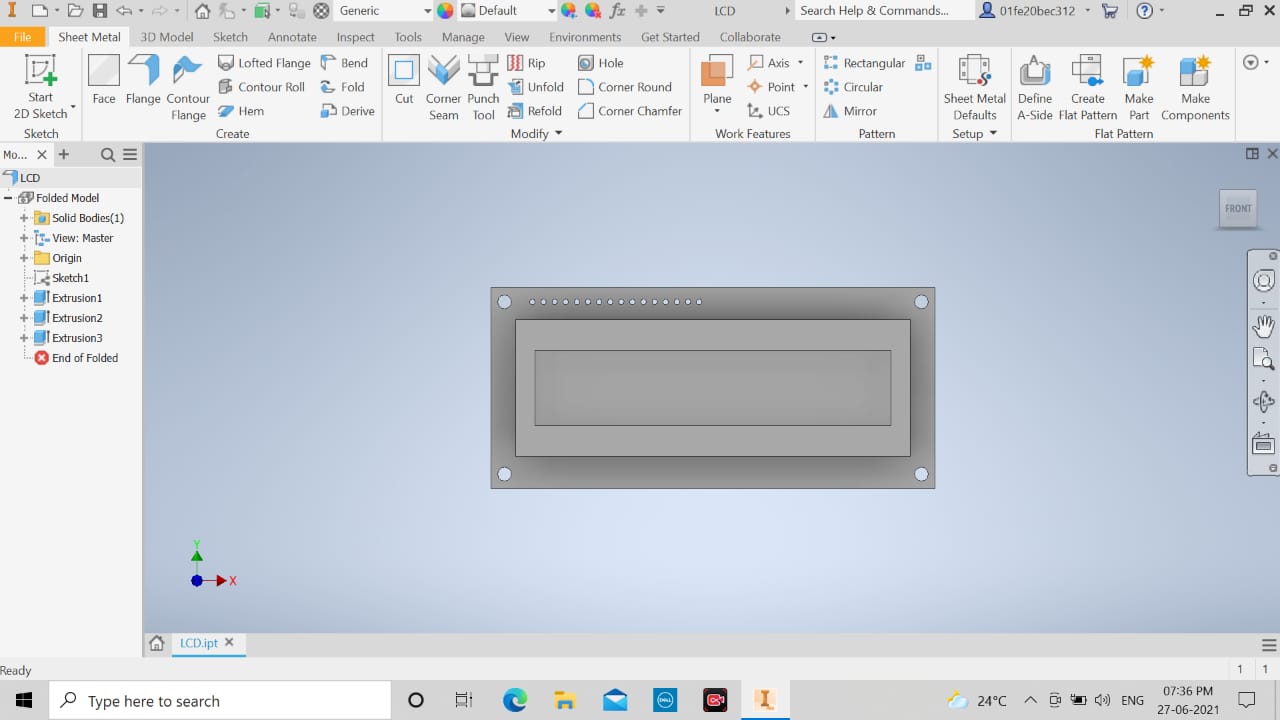 Generic
Default
LCD
Search Help & Commands...
01fe20bec312
File Sheet Metal 3D Model Sketch Annotate Inspect Tools Manage View Environments Get Started Collaborate
Start
2D Sketch
Sketch
Face
Flange
Contour
Flange
Lofted Flange
Contour Roll
Hem
Bend
Fold
Derive
Create
Cut
Corner
Seam
Punch
Tool
Rip
Unfold
Refold
Hole
Corner Round
Corner Chamfer
Modify
Plane
Axis
Point
UCS
Work Features
Rectangular
Circular
Mirror
Pattern
Sheet Metal
Defaults
Setup
Define
A-Side
Create
Flat Pattern
Make
Part
Make
Components
Flat Pattern
Mo...
LCD
Folded Model
Solid Bodies(1)
View: Master
Origin
Sketch1
Extrusion1
Extrusion2
Extrusion3
End of Folded
FRONT
Y
X
LCD.ipt
Ready
1 1
Type here to search
DELL
24°C
ENG
07:36 PM
27-06-2021